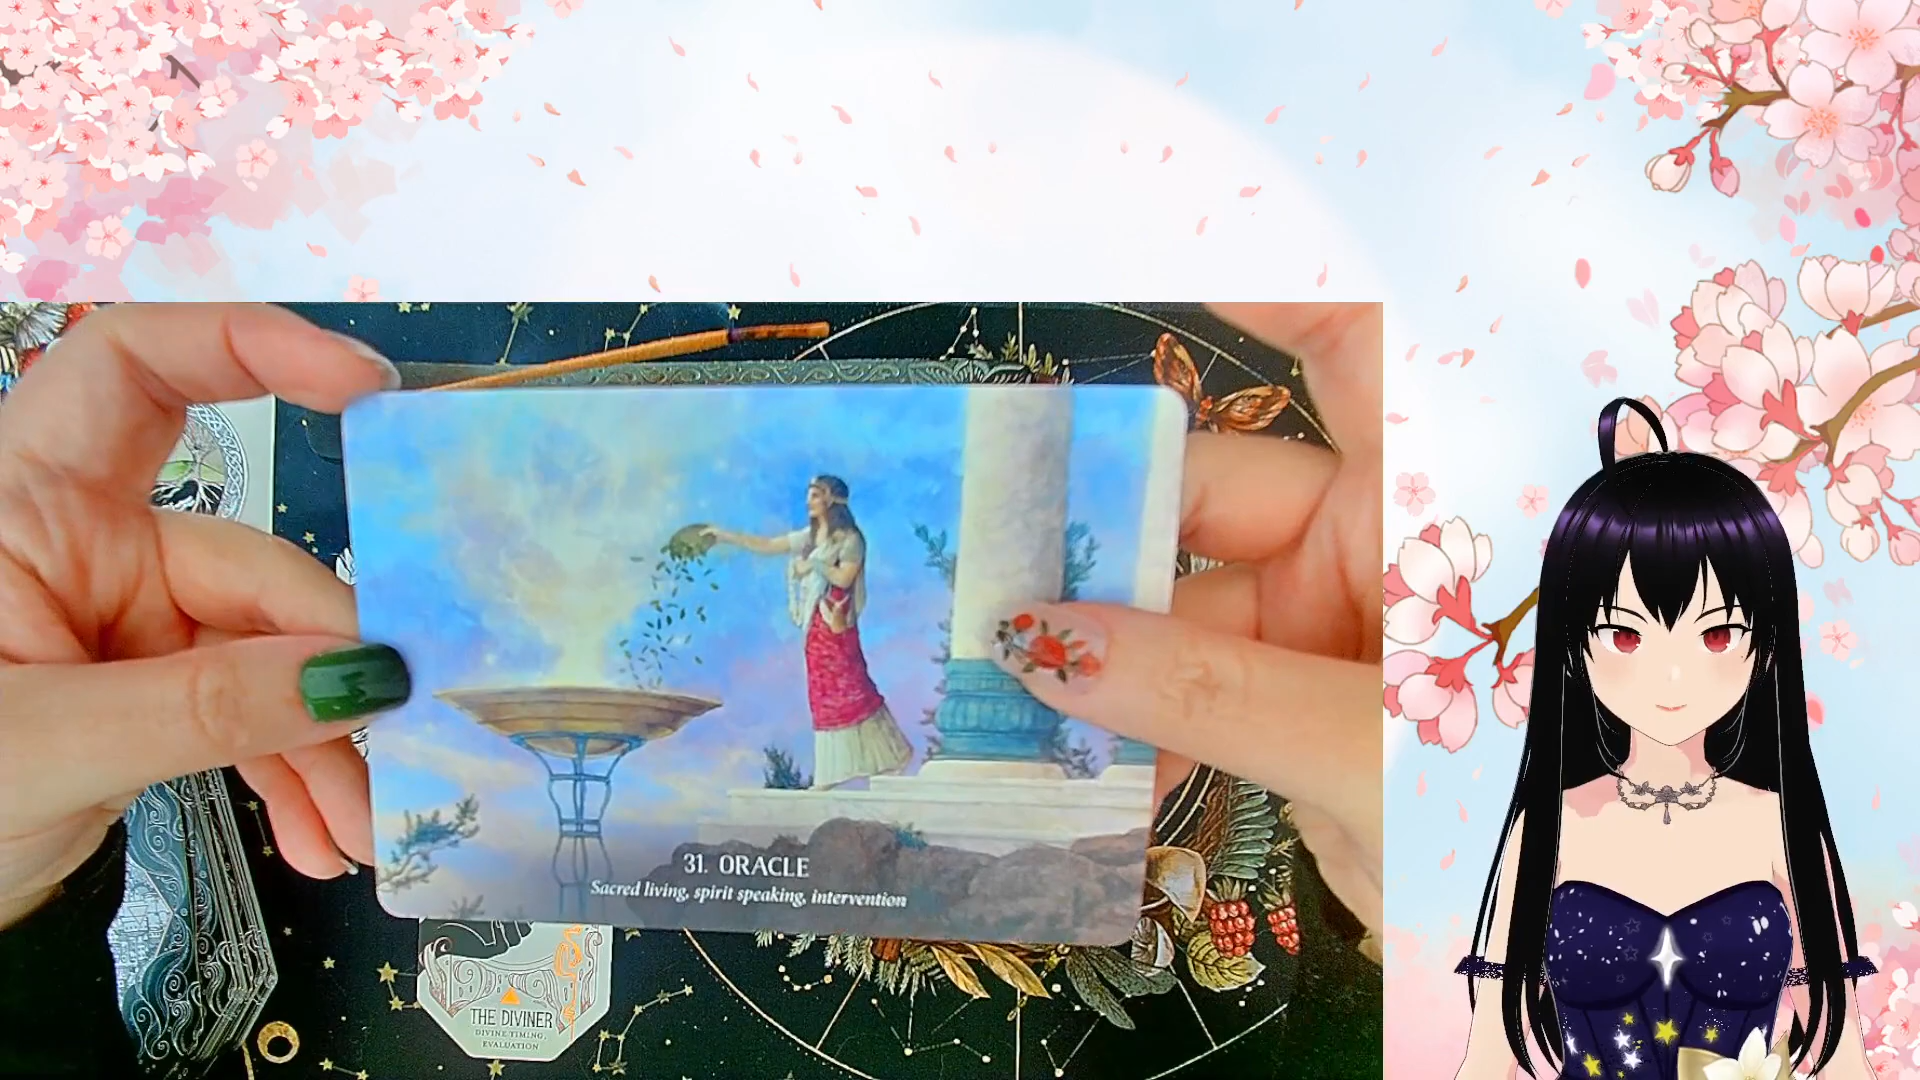 31. ORACLE
Sacred living, spirit speaking, intervention
THE DIVINER
DIVINE TIMING,
EVALUATION